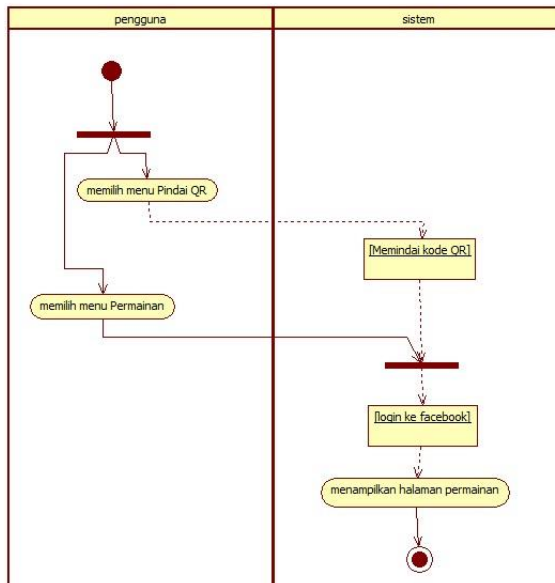 pengguna
sistem
memilih menu Pindai QR
[Memindai kode QR]
memilih menu Permainan
[login ke facebook]
menampilkan halaman permainan